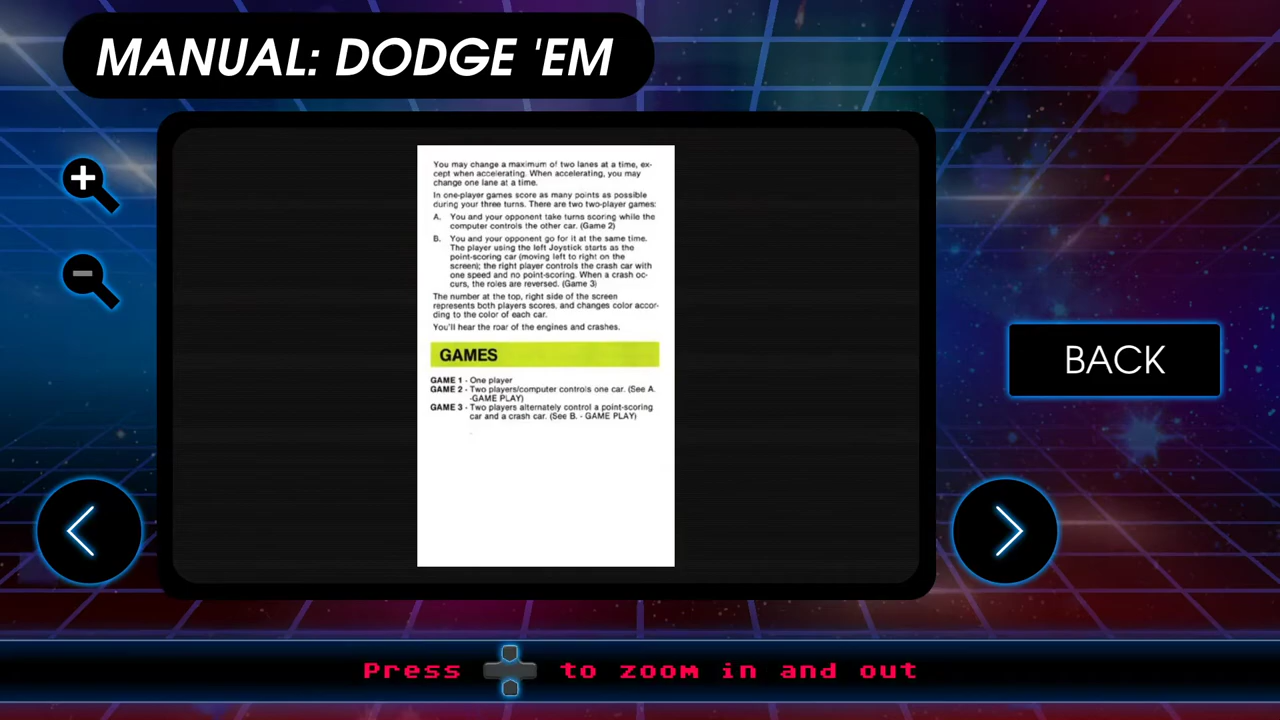 MANUAL: DODGE 'EM
You may change a maximum of two lanes at a time, ex-
cept when accelerating. When accelerating, you may
change one lane at a time.
In one-player games score as many points as possible
during your three turns. There are two two-player games:
A. You and your opponent take turns scoring while the
computer controls the other car. (Game 2)
B. You and your opponent go for it at the same time.
The player using the left Joystick starts as the
point-scoring car (moving left to right on the
screen); the right player controls the crash car with
one speed and no point-scoring. When a crash oc-
curs, the roles are reversed. (Game 3)
The number at the top, right side of the screen
represents both players scores, and changes color accor-
ding to the color of each car.
You'll hear the roar of the engines and crashes.
GAMES
GAME 1 - One player
GAME 2 - Two players/computer controls one car. (See A.
-GAME PLAY)
GAME 3 - Two players alternately control a point-scoring
car and a crash car. (See B. - GAME PLAY)
BACK
Press to zoom in and out